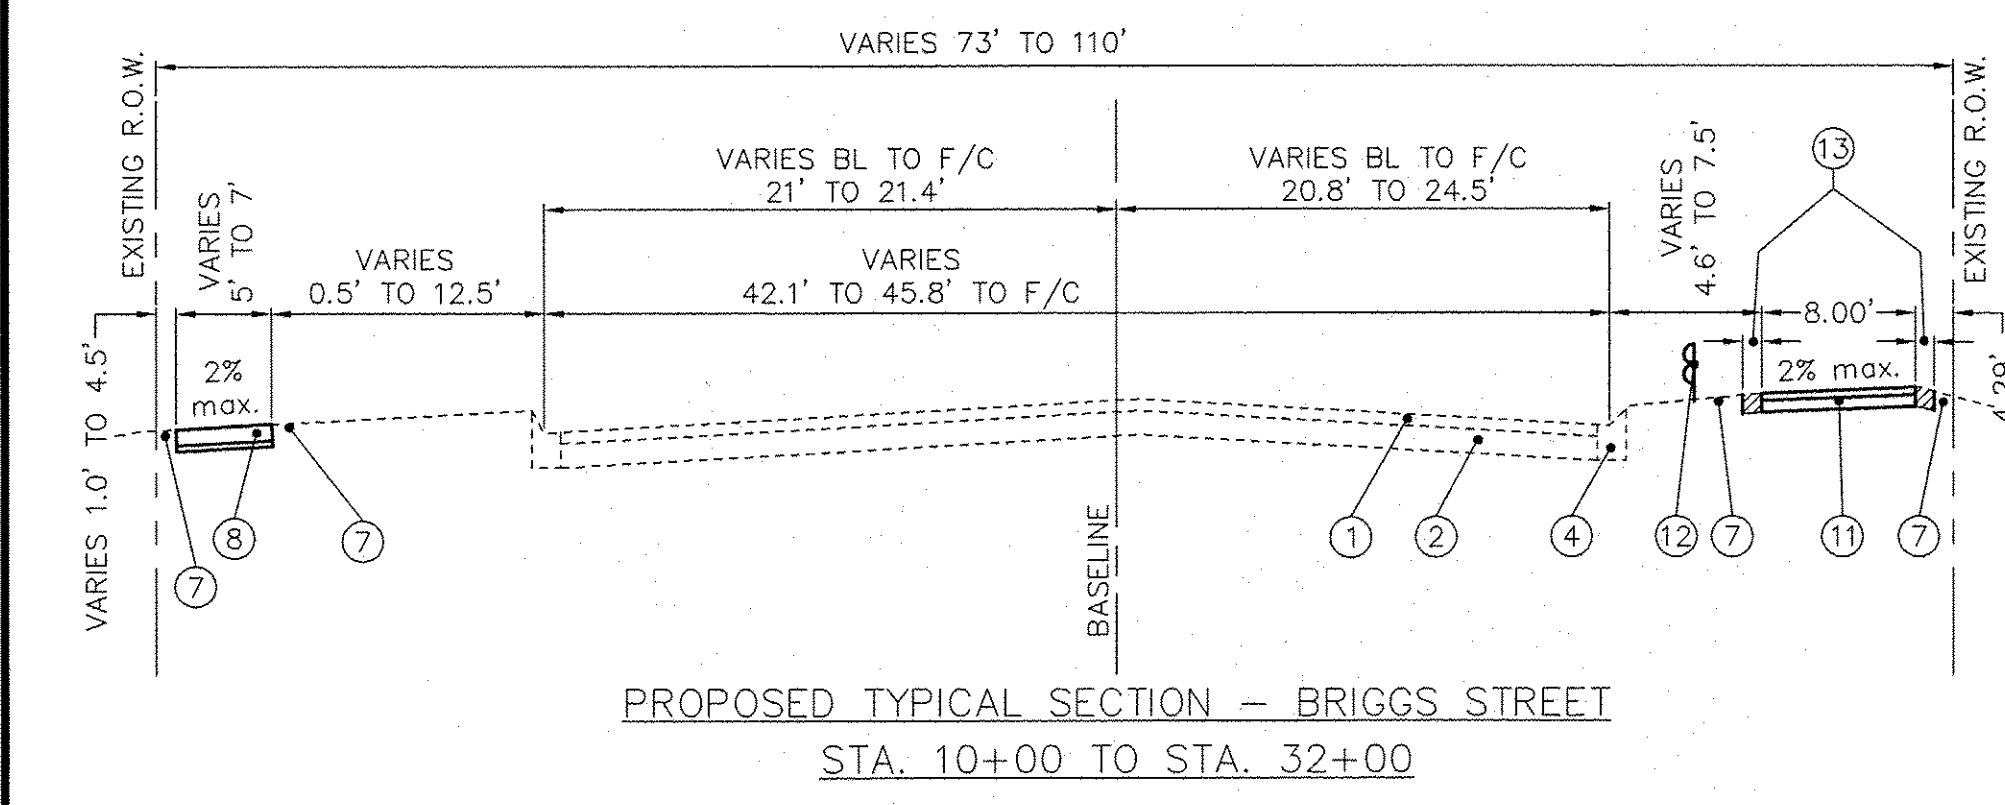 VARIES 73' TO 110'
EXISTING R.O.W.
EXISTING R.O.W.
VARIES
5' TO 7'
VARIES BL TO F/C
21' TO 21.4'
VARIES BL TO F/C
20.8' TO 24.5'
VARIES
4.6' TO 7.5'
13
VARIES
0.5' TO 12.5'
VARIES
42.1' TO 45.8' TO F/C
8.00'
VARIES 1.0' TO 4.5'
2%
max.
2% max.
BASELINE
7
8
7
1
2
4
12
7
11
7
PROPOSED TYPICAL SECTION – BRIGGS STREET
STA. 10+00 TO STA. 32+00